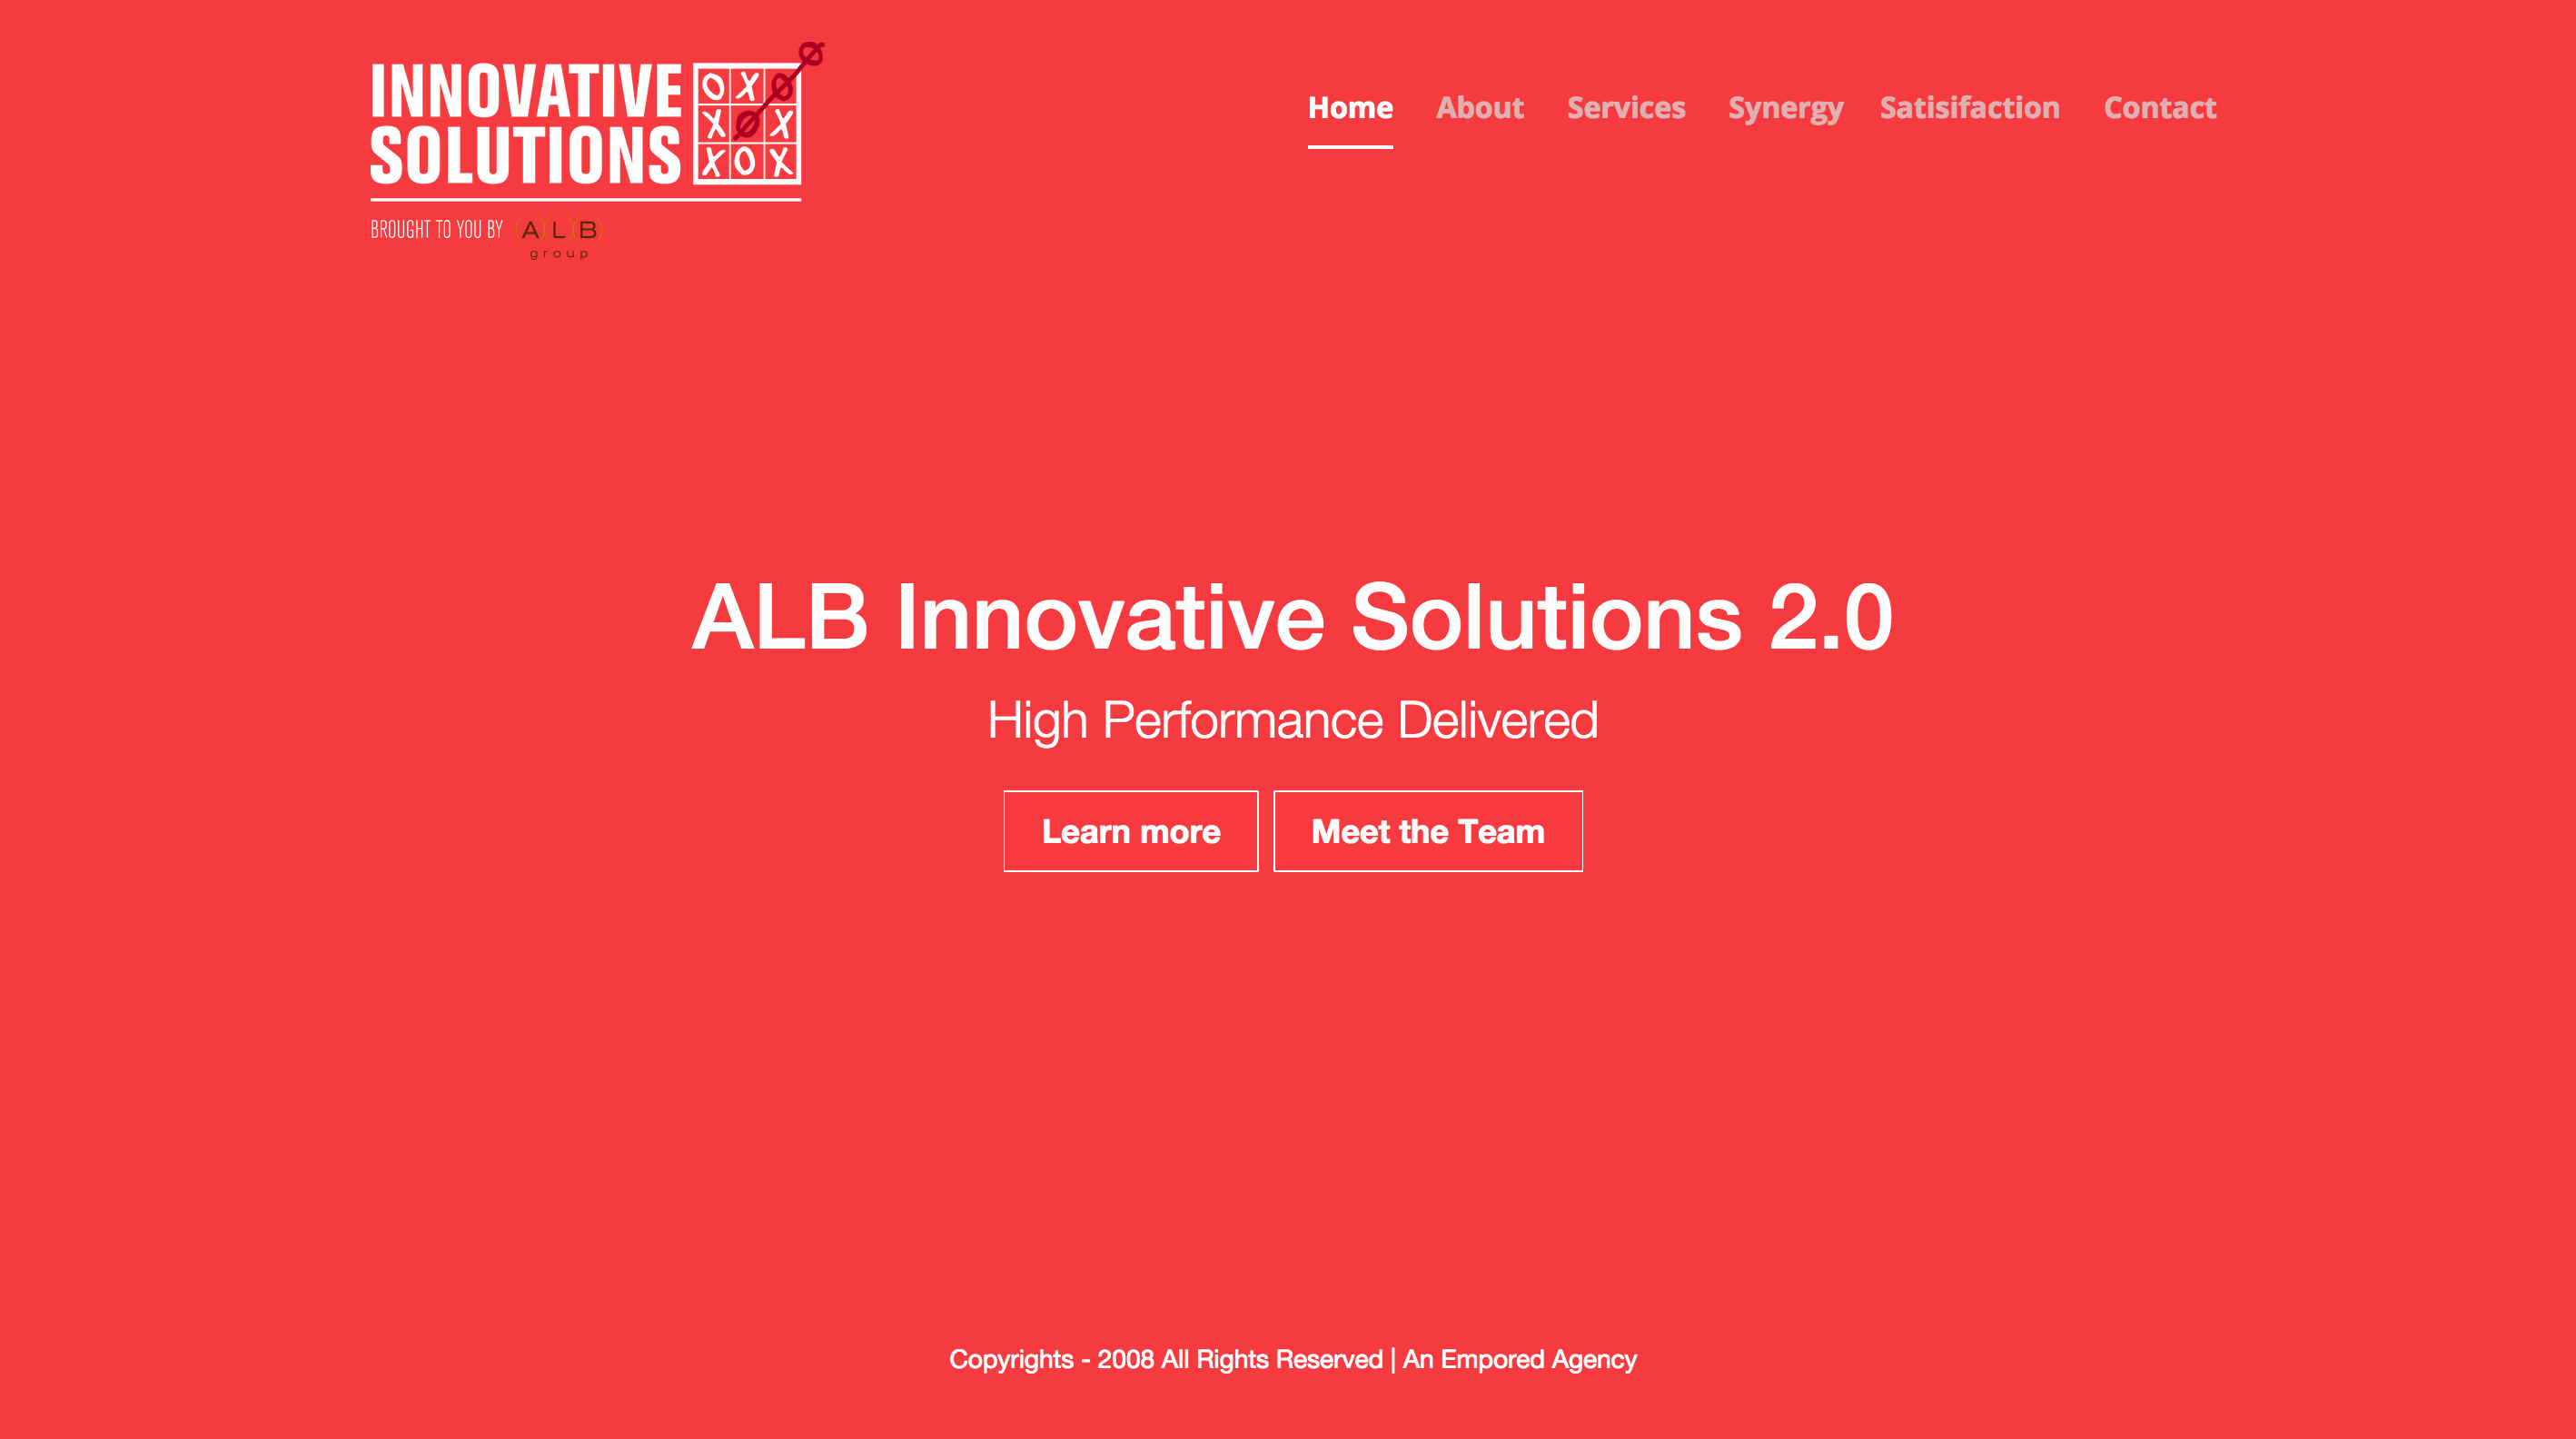 INNOVATIVE
SOLUTIONS
O X O
X O X
X O X
BROUGHT TO YOU BY ALB
group
Home About Services Synergy Satisifaction Contact
ALB Innovative Solutions 2.0
High Performance Delivered
Learn more Meet the Team
Copyrights - 2008 All Rights Reserved | An Empored Agency